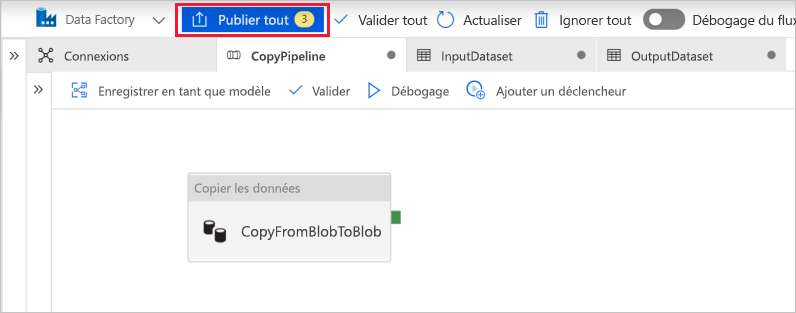 Data Factory Publier tout 3 Valider tout Actualiser Ignorer tout Débogage du flux
» Connexions CopyPipeline InputDataset OutputDataset
» Enregistrer en tant que modèle Valider Débogage Ajouter un déclencheur
Copier les données
CopyFromBlobToBlob